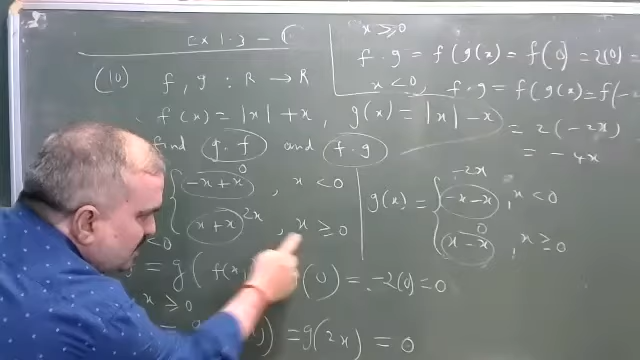 Ex 1.3 - C
(10) f, g : R → R
f(x) = |x| + x, g(x) = |x| - x
find g.f and f.g
-x+x 0, x < 0
x+x 2x, x ≥ 0
g(x) = { -x-x -2x, x < 0
x-x 0, x ≥ 0
< 0
= g(f(x (0) = -2(0) = 0
x ≥ 0
= ) = g(2x) = 0
x ≥ 0
f.g = f(g(x) = f(0) = 2(0) =
x < 0, f.g = f(g(x) = f(-2
= 2(-2x)
= -4x